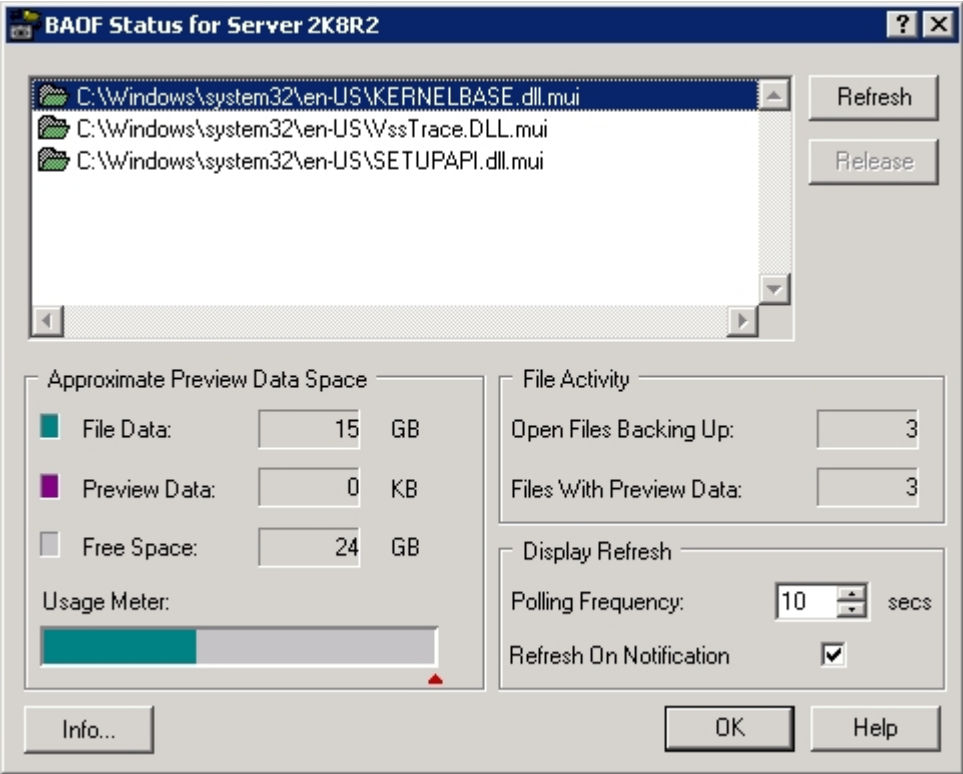 BAOF Status for Server 2K8R2
C:\Windows\system32\en-US\KERNELBASE.dll.mui
C:\Windows\system32\en-US\VssTrace.DLL.mui
C:\Windows\system32\en-US\SETUPAPI.dll.mui
Refresh
Release
Approximate Preview Data Space
File Data: 15 GB
Preview Data: 0 KB
Free Space: 24 GB
Usage Meter:
File Activity
Open Files Backing Up: 3
Files With Preview Data: 3
Display Refresh
Polling Frequency: 10 secs
Refresh On Notification
Info...
OK
Help